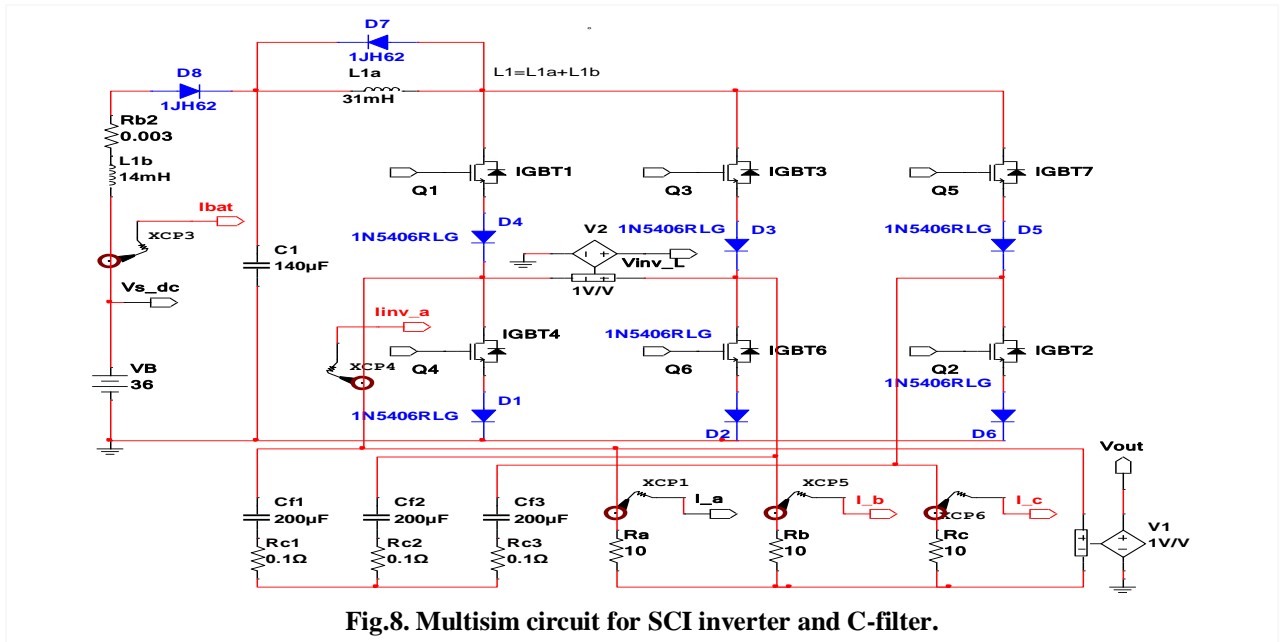 D7
1JH62
D8
1JH62
L1a
31mH
L1=L1a+L1b
Rb2
0.003
L1b
14mH
Ibat
XCP3
Vs_dc
VB
36
C1
140µF
Q1
IGBT1
Q3
IGBT3
Q5
IGBT7
D4
1N5406RLG
V2
1N5406RLG
D3
1N5406RLG
D5
Vinv_L
1V/V
Iinv_a
XCP4
IGBT4
Q4
1N5406RLG
IGBT6
Q6
IGBT2
Q2
1N5406RLG
D1
1N5406RLG
D2
D6
Vout
Cf1
200µF
Rc1
0.1Ω
Cf2
200µF
Rc2
0.1Ω
Cf3
200µF
Rc3
0.1Ω
XCP1
I_a
Ra
10
XCP5
I_b
Rb
10
XCP6
I_c
Rc
10
V1
1V/V
Fig.8. Multisim circuit for SCI inverter and C-filter.